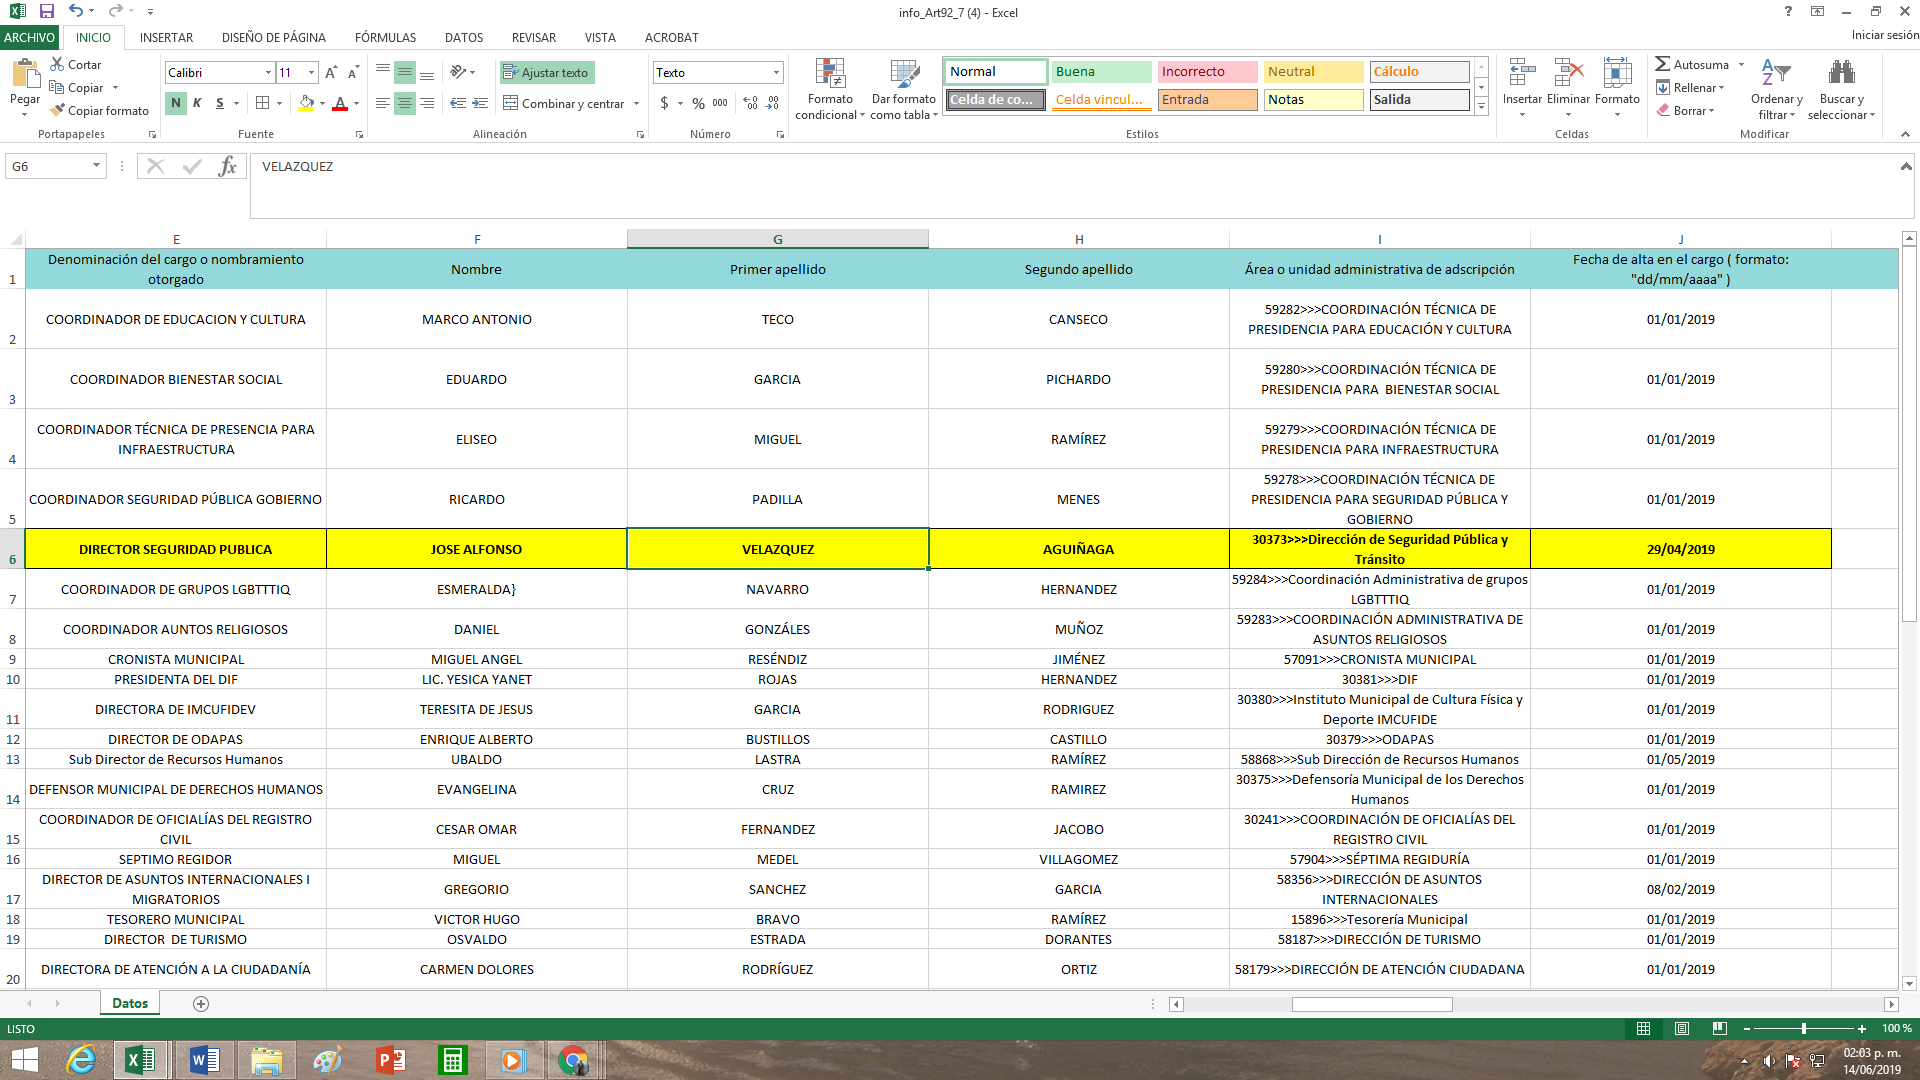 info_Art92_7 (4) - Excel
ARCHIVO INICIO INSERTAR DISEÑO DE PÁGINA FÓRMULAS DATOS REVISAR VISTA ACROBAT Iniciar sesión
Pegar
Cortar
Copiar
Copiar formato
Portapapeles
Calibri 11
N K S
Fuente
Ajustar texto
Combinar y centrar
Alineación
Texto
$ % 000
Número
Formato condicional
Dar formato como tabla
Normal Buena Incorrecto Neutral Cálculo
Celda de co... Celda vincul... Entrada Notas Salida
Estilos
Insertar Eliminar Formato
Celdas
Autosuma
Rellenar
Borrar
Ordenar y filtrar
Buscar y seleccionar
Modificar
G6 fx VELAZQUEZ
E F G H I J
1 Denominación del cargo o nombramiento otorgado Nombre Primer apellido Segundo apellido Área o unidad administrativa de adscripción Fecha de alta en el cargo ( formato: "dd/mm/aaaa" )
2 COORDINADOR DE EDUCACION Y CULTURA MARCO ANTONIO TECO CANSECO 59282>>>COORDINACIÓN TÉCNICA DE PRESIDENCIA PARA EDUCACIÓN Y CULTURA 01/01/2019
3 COORDINADOR BIENESTAR SOCIAL EDUARDO GARCIA PICHARDO 59280>>>COORDINACIÓN TÉCNICA DE PRESIDENCIA PARA  BIENESTAR SOCIAL 01/01/2019
4 COORDINADOR TÉCNICA DE PRESENCIA PARA INFRAESTRUCTURA ELISEO MIGUEL RAMÍREZ 59279>>>COORDINACIÓN TÉCNICA DE PRESIDENCIA PARA INFRAESTRUCTURA 01/01/2019
5 COORDINADOR SEGURIDAD PÚBLICA GOBIERNO RICARDO PADILLA MENES 59278>>>COORDINACIÓN TÉCNICA DE PRESIDENCIA PARA SEGURIDAD PÚBLICA Y GOBIERNO 01/01/2019
6 DIRECTOR SEGURIDAD PUBLICA JOSE ALFONSO VELAZQUEZ AGUIÑAGA 30373>>>Dirección de Seguridad Pública y Tránsito 29/04/2019
7 COORDINADOR DE GRUPOS LGBTTTIQ ESMERALDA} NAVARRO HERNANDEZ 59284>>>Coordinación Administrativa de grupos LGBTTTIQ 01/01/2019
8 COORDINADOR AUNTOS RELIGIOSOS DANIEL GONZÁLES MUÑOZ 59283>>>COORDINACIÓN ADMINISTRATIVA DE ASUNTOS RELIGIOSOS 01/01/2019
9 CRONISTA MUNICIPAL MIGUEL ANGEL RESÉNDIZ JIMÉNEZ 57091>>>CRONISTA MUNICIPAL 01/01/2019
10 PRESIDENTA DEL DIF LIC. YESICA YANET ROJAS HERNANDEZ 30381>>>DIF 01/01/2019
11 DIRECTORA DE IMCUFIDEV TERESITA DE JESUS GARCIA RODRIGUEZ 30380>>>Instituto Municipal de Cultura Física y Deporte IMCUFIDE 01/01/2019
12 DIRECTOR DE ODAPAS ENRIQUE ALBERTO BUSTILLOS CASTILLO 30379>>>ODAPAS 01/01/2019
13 Sub Director de Recursos Humanos UBALDO LASTRA RAMÍREZ 58868>>>Sub Dirección de Recursos Humanos 01/05/2019
14 DEFENSOR MUNICIPAL DE DERECHOS HUMANOS EVANGELINA CRUZ RAMIREZ 30375>>>Defensoría Municipal de los Derechos Humanos 01/01/2019
15 COORDINADOR DE OFICIALÍAS DEL REGISTRO CIVIL CESAR OMAR FERNANDEZ JACOBO 30241>>>COORDINACIÓN DE OFICIALÍAS DEL REGISTRO CIVIL 01/01/2019
16 SEPTIMO REGIDOR MIGUEL MEDEL VILLAGOMEZ 57904>>>SÉPTIMA REGIDURÍA 01/01/2019
17 DIRECTOR DE ASUNTOS INTERNACIONALES I MIGRATORIOS GREGORIO SANCHEZ GARCIA 58356>>>DIRECCIÓN DE ASUNTOS INTERNACIONALES 08/02/2019
18 TESORERO MUNICIPAL VICTOR HUGO BRAVO RAMÍREZ 15896>>>Tesorería Municipal 01/01/2019
19 DIRECTOR  DE TURISMO OSVALDO ESTRADA DORANTES 58187>>>DIRECCIÓN DE TURISMO 01/01/2019
20 DIRECTORA DE ATENCIÓN A LA CIUDADANÍA CARMEN DOLORES RODRÍGUEZ ORTIZ 58179>>>DIRECCIÓN DE ATENCIÓN CIUDADANA 01/01/2019
Datos
LISTO 100 %
02:03 p. m.
14/06/2019